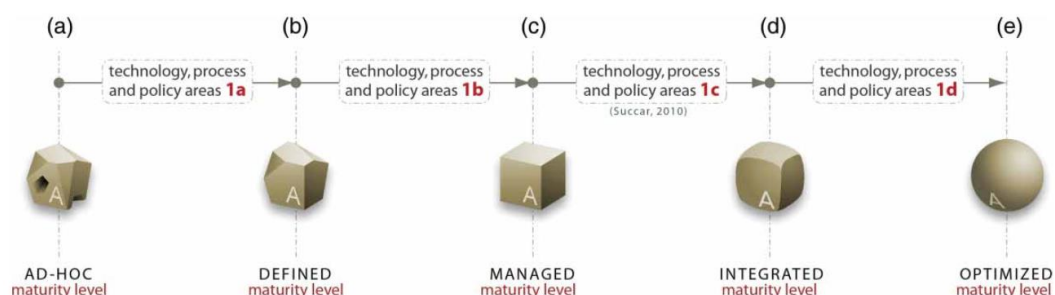 (a) (b) (c) (d) (e)
technology, process
and policy areas 1a
technology, process
and policy areas 1b
technology, process
and policy areas 1c
(Succar, 2010)
technology, process
and policy areas 1d
A A A A A
AD-HOC
maturity level
DEFINED
maturity level
MANAGED
maturity level
INTEGRATED
maturity level
OPTIMIZED
maturity level